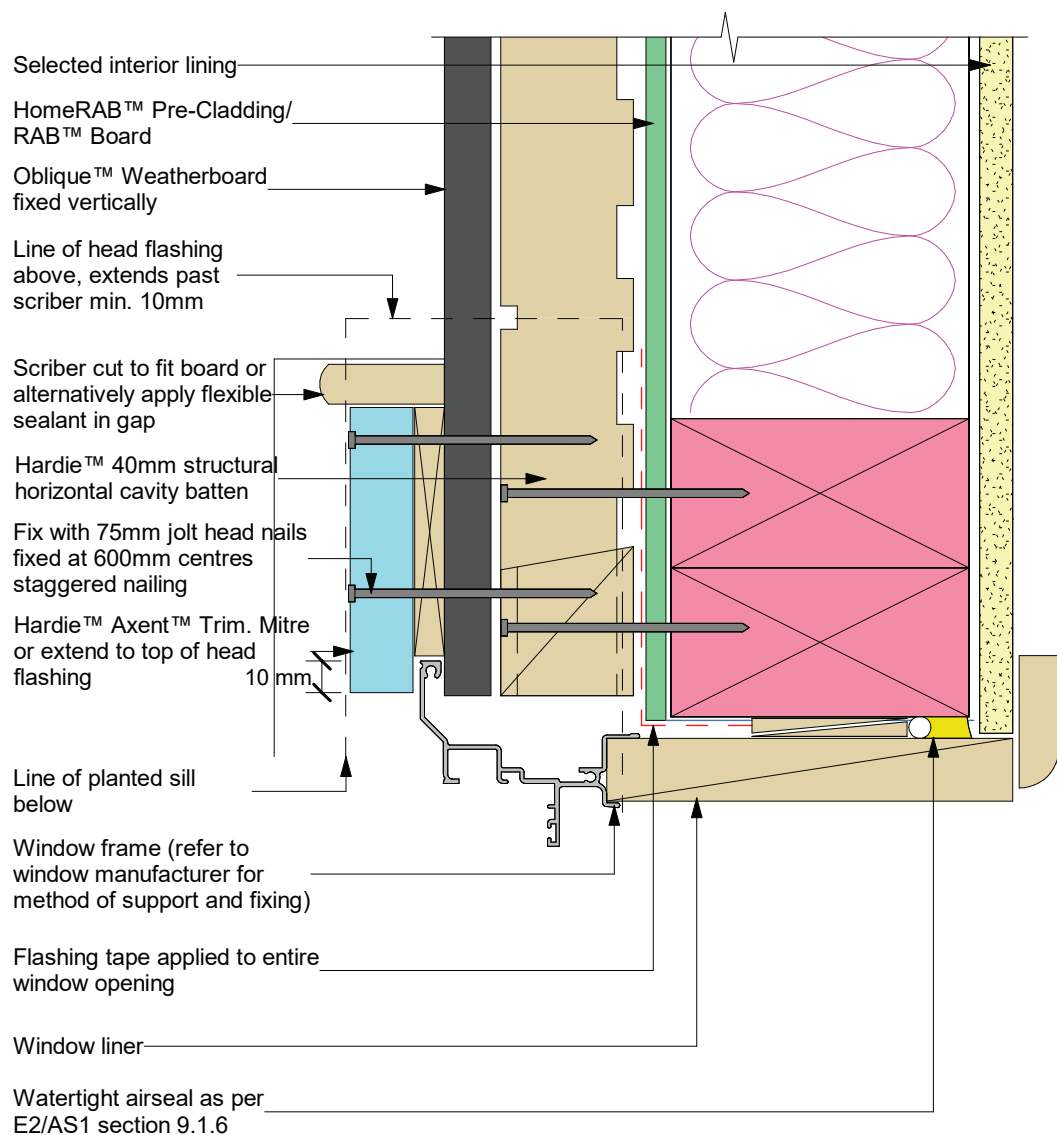 Selected interior lining
HomeRAB™ Pre-Cladding/
RAB™ Board
Oblique™ Weatherboard
fixed vertically
Line of head flashing
above, extends past
scriber min. 10mm
Scriber cut to fit board or
alternatively apply flexible
sealant in gap
Hardie™ 40mm structural
horizontal cavity batten
Fix with 75mm jolt head nails
fixed at 600mm centres
staggered nailing
Hardie™ Axent™ Trim. Mitre
or extend to top of head
flashing
10 mm
Line of planted sill
below
Window frame (refer to
window manufacturer for
method of support and fixing)
Flashing tape applied to entire
window opening
Window liner
Watertight airseal as per
E2/AS1 section 9.1.6